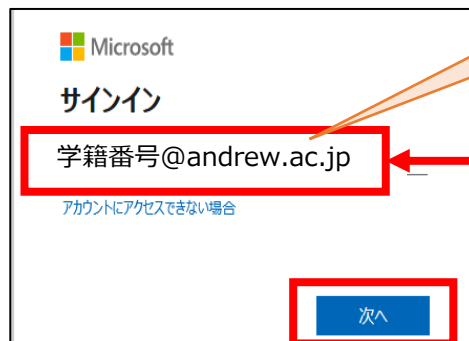 Microsoft
サインイン
学籍番号@andrew.ac.jp
アカウントにアクセスできない場合
次へ